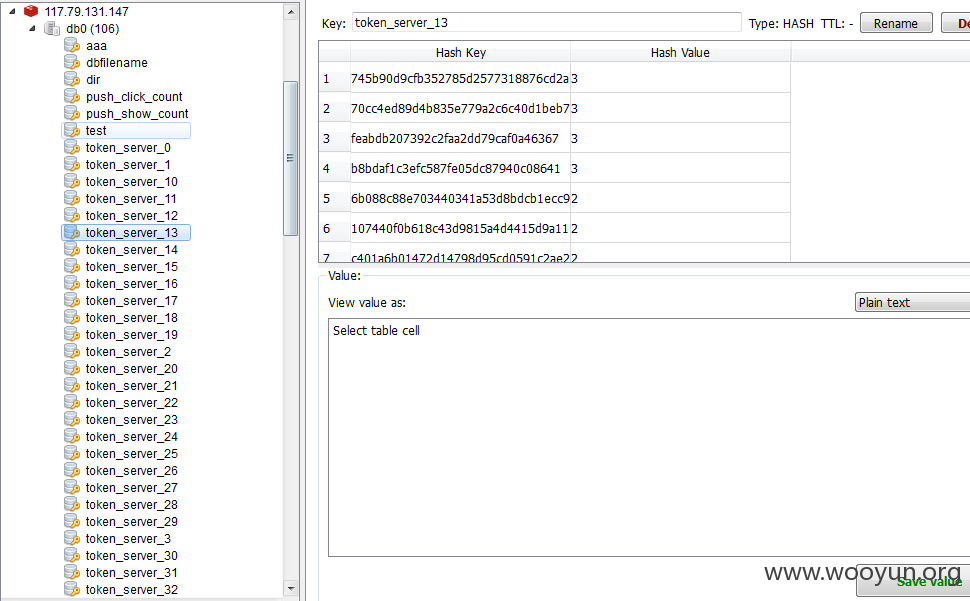 117.79.131.147
db0 (106)
aaa
dbfilename
dir
push_click_count
push_show_count
test
token_server_0
token_server_1
token_server_10
token_server_11
token_server_12
token_server_13
token_server_14
token_server_15
token_server_16
token_server_17
token_server_18
token_server_19
token_server_2
token_server_20
token_server_21
token_server_22
token_server_23
token_server_24
token_server_25
token_server_26
token_server_27
token_server_28
token_server_29
token_server_3
token_server_30
token_server_31
token_server_32
Key: token_server_13 Type: HASH TTL: - Rename De
Hash Key Hash Value
1 745b90d9cfb352785d2577318876cd2a 3
2 70cc4ed89d4b835e779a2c6c40d1beb7 3
3 feabdb207392c2faa2dd79caf0a46367 3
4 b8bdaf1c3efc587fe05dc87940c08641 3
5 6b088c88e703440341a53d8bdcb1ecc9 2
6 107440f0b618c43d9815a4d4415d9a11 2
7 c401a6b01472d14798d95cd0591c2ae2 2
Value:
View value as: Plain text
Select table cell
www.wooyun.org
Save value